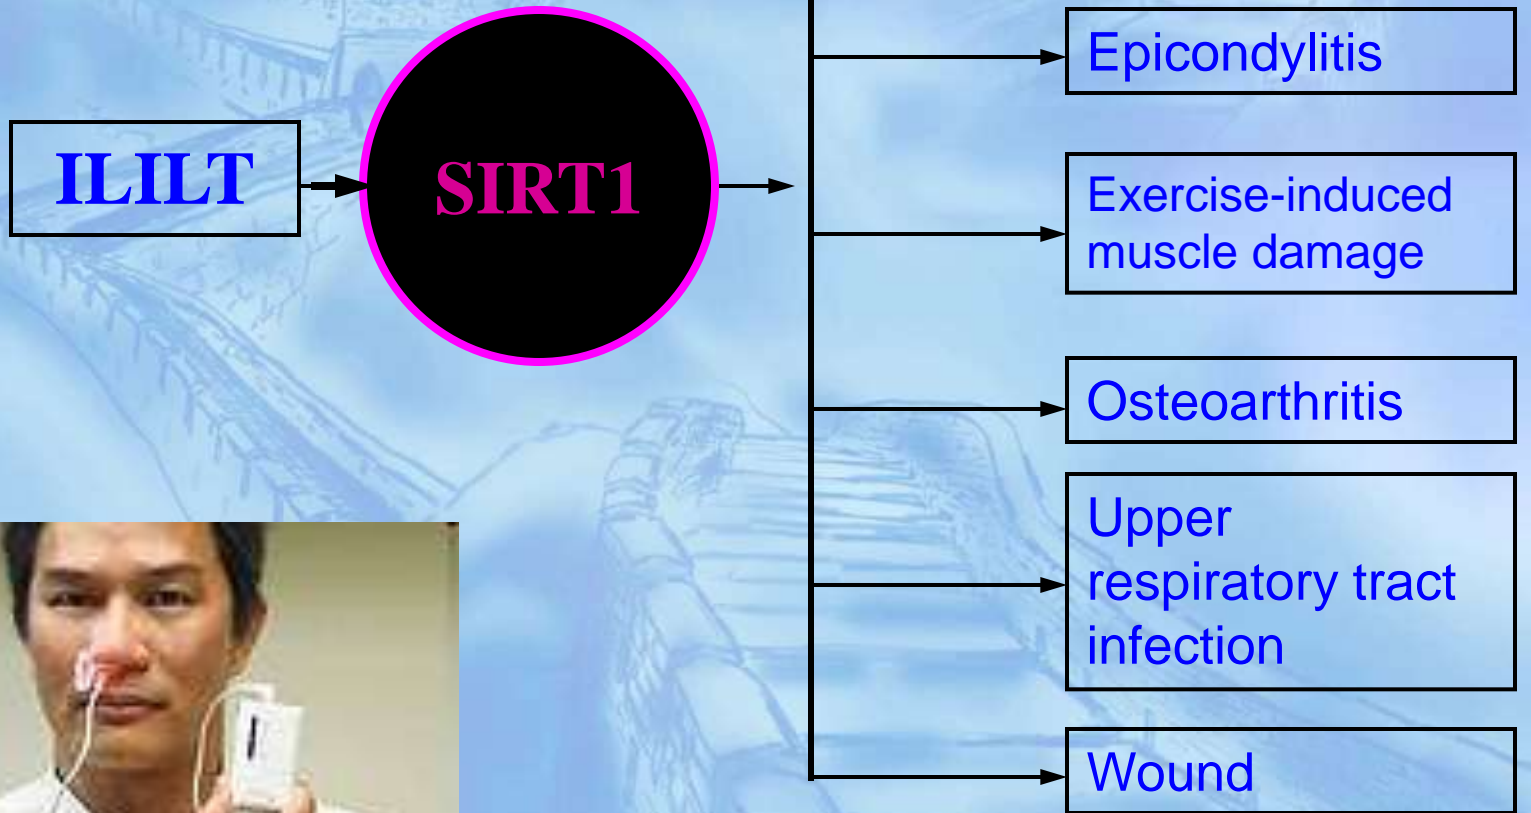 ILILT
SIRT1
Epicondylitis
Exercise-induced
muscle damage
Osteoarthritis
Upper
respiratory tract
infection
Wound